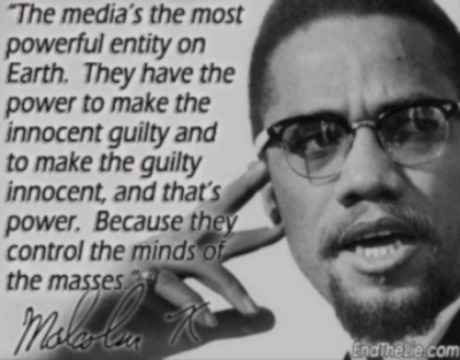 "The media's the most
powerful entity on
Earth. They have the
power to make the
innocent guilty and
to make the guilty
innocent, and that's
power. Because they
control the minds of
the masses."
Malcolm X
EndTheLie.com